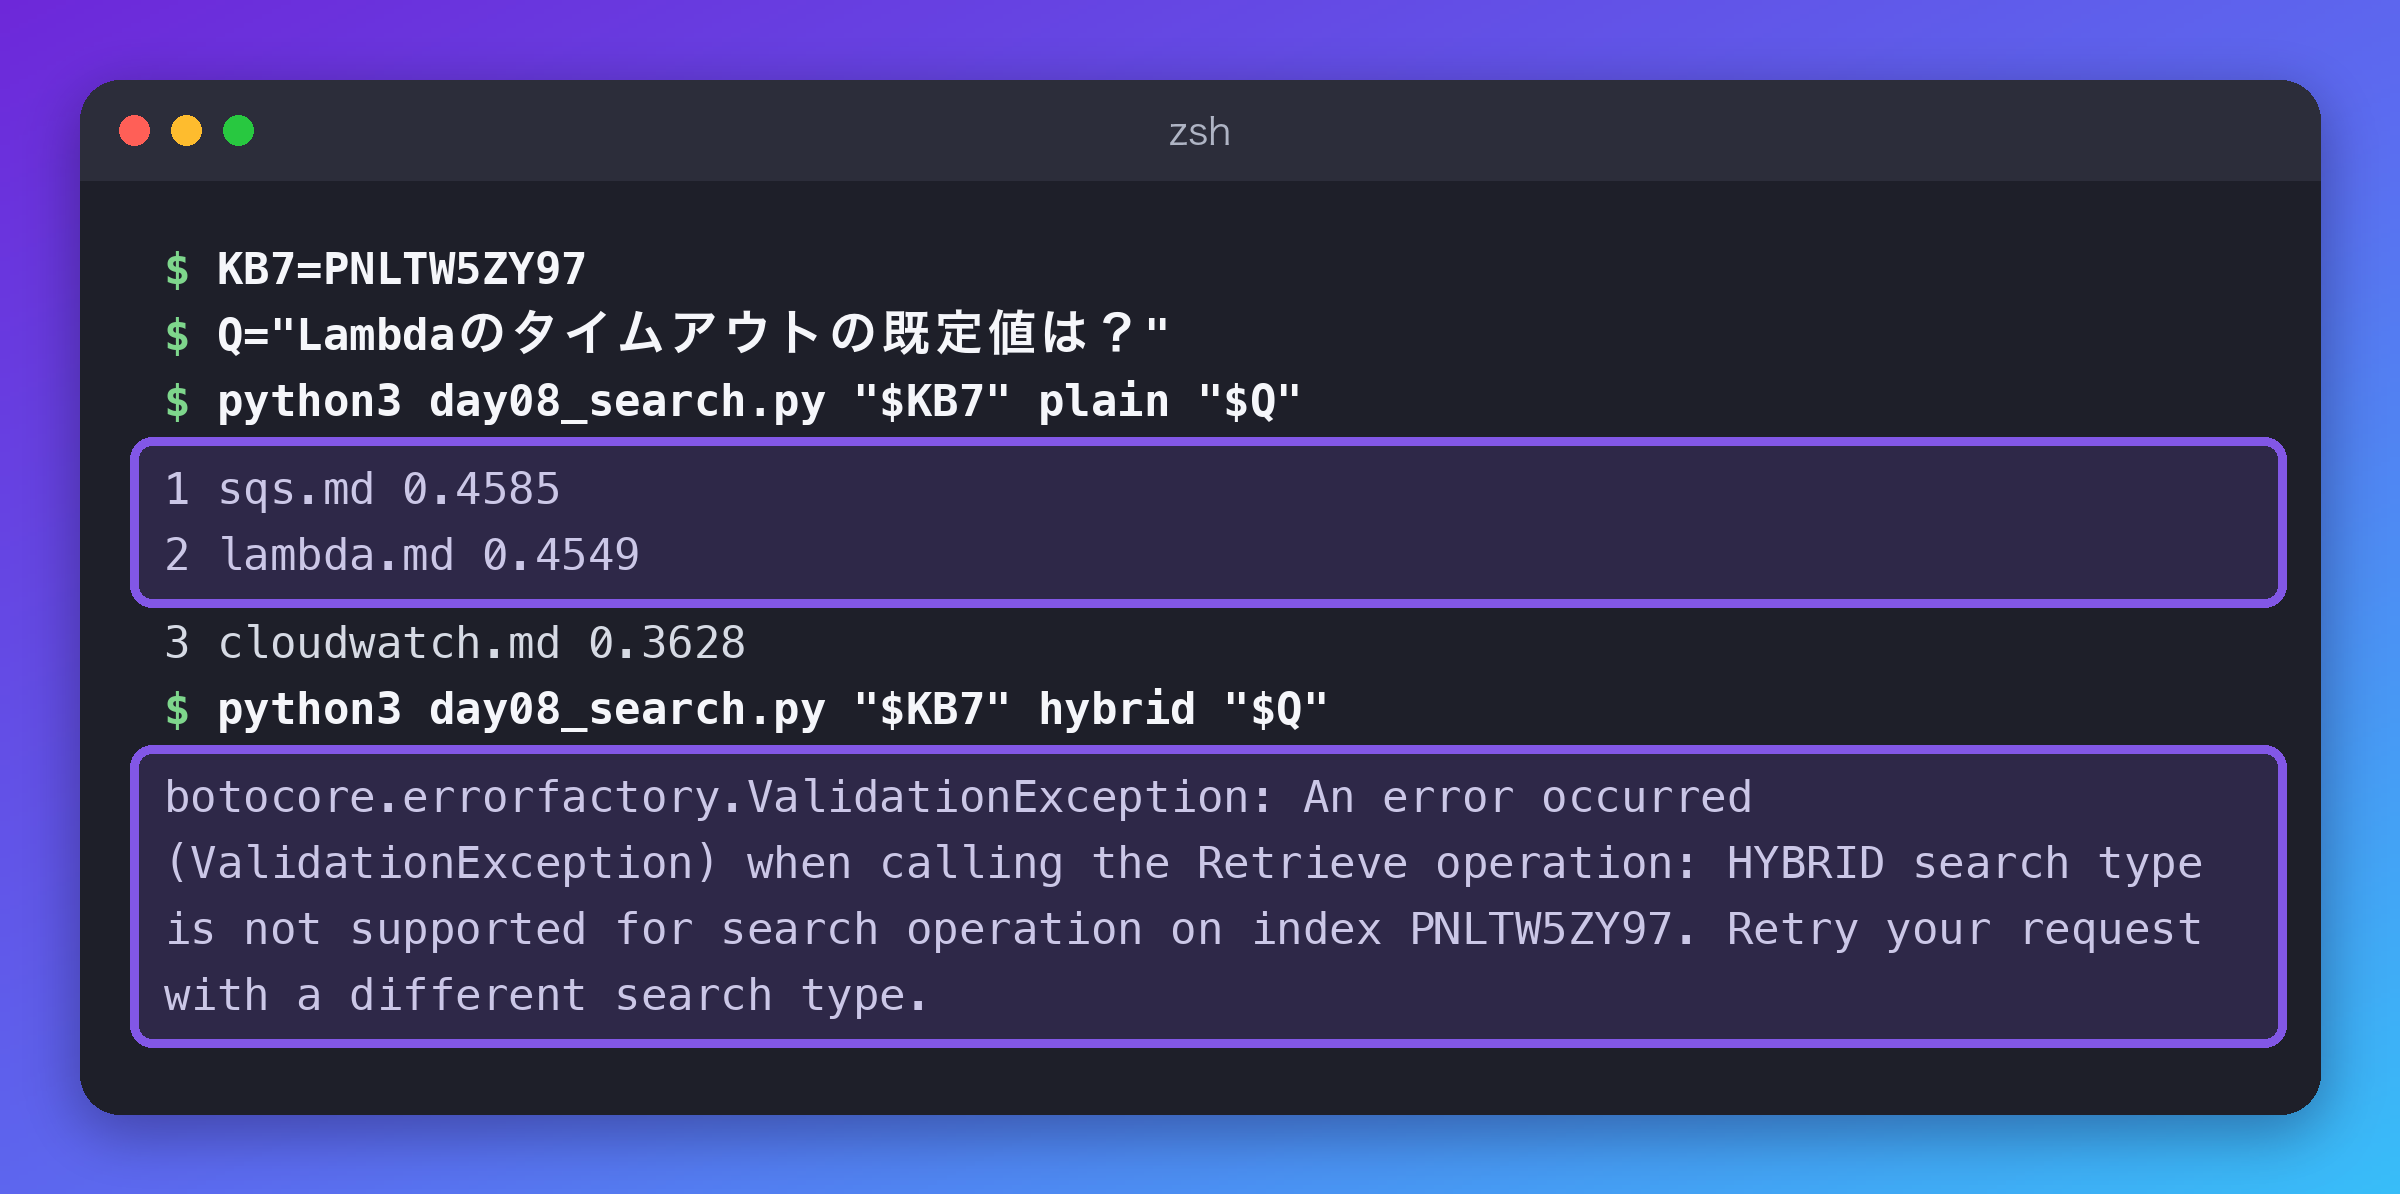 zsh
$ KB7=PNLTW5ZY97
$ Q="Lambdaのタイムアウトの既定値は？"
$ python3 day08_search.py "$KB7" plain "$Q"
1 sqs.md 0.4585
2 lambda.md 0.4549
3 cloudwatch.md 0.3628
$ python3 day08_search.py "$KB7" hybrid "$Q"
botocore.errorfactory.ValidationException: An error occurred
(ValidationException) when calling the Retrieve operation: HYBRID search type
is not supported for search operation on index PNLTW5ZY97. Retry your request
with a different search type.